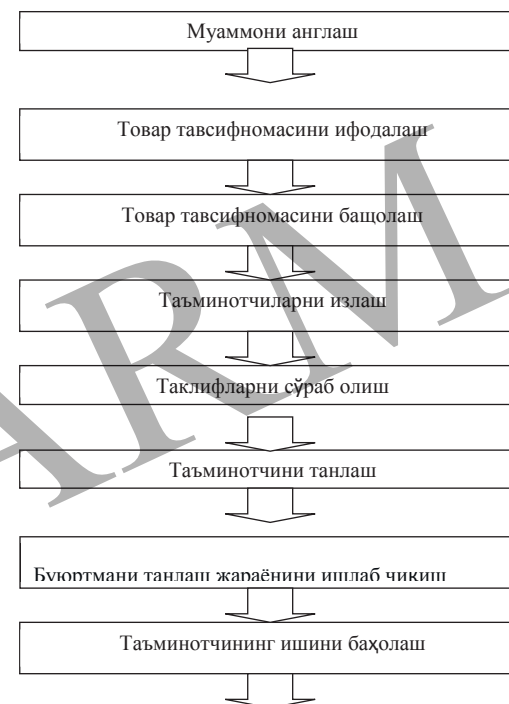 Муаммони англаш
Товар тавсифномасини ифодалаш
Товар тавсифномасини бащолаш
Таъминотчиларни излаш
Таклифларни сўраб олиш
Таъминотчини танлаш
Буюртмани танлаш жараёнини ишлаб чикиш
Таъминотчининг ишини баҳолаш
ARM